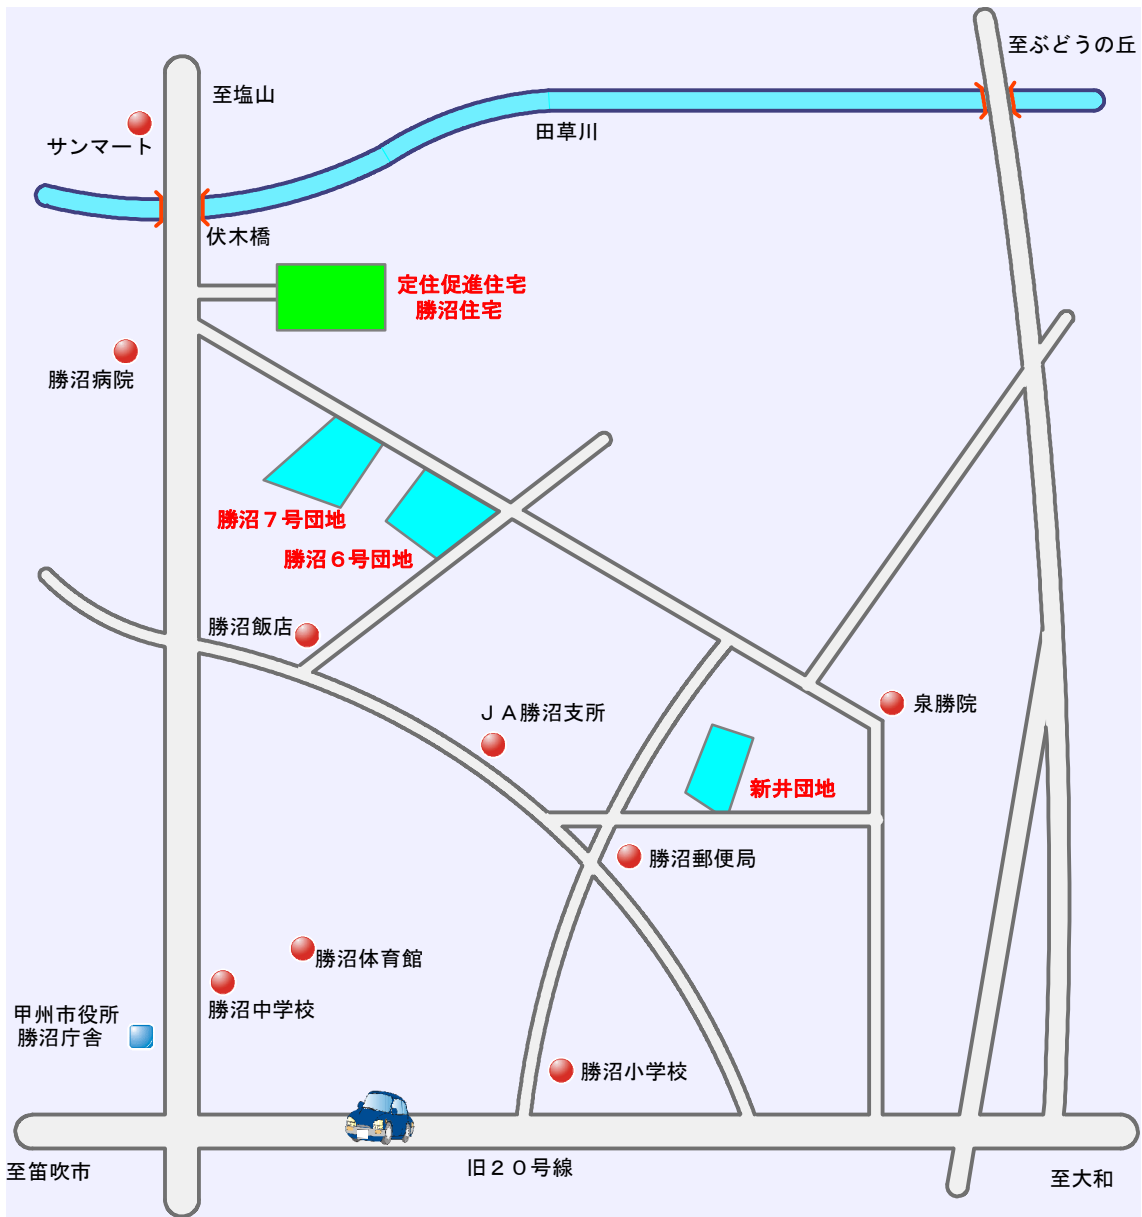 至ぶどうの丘
至塩山
田草川
サンマート
伏木橋
定住促進住宅
勝沼住宅
勝沼病院
勝沼７号団地
勝沼６号団地
勝沼飯店
泉勝院
ＪＡ勝沼支所
新井団地
勝沼郵便局
勝沼体育館
勝沼中学校
甲州市役所
勝沼庁舎
勝沼小学校
至笛吹市
旧２０号線
至大和